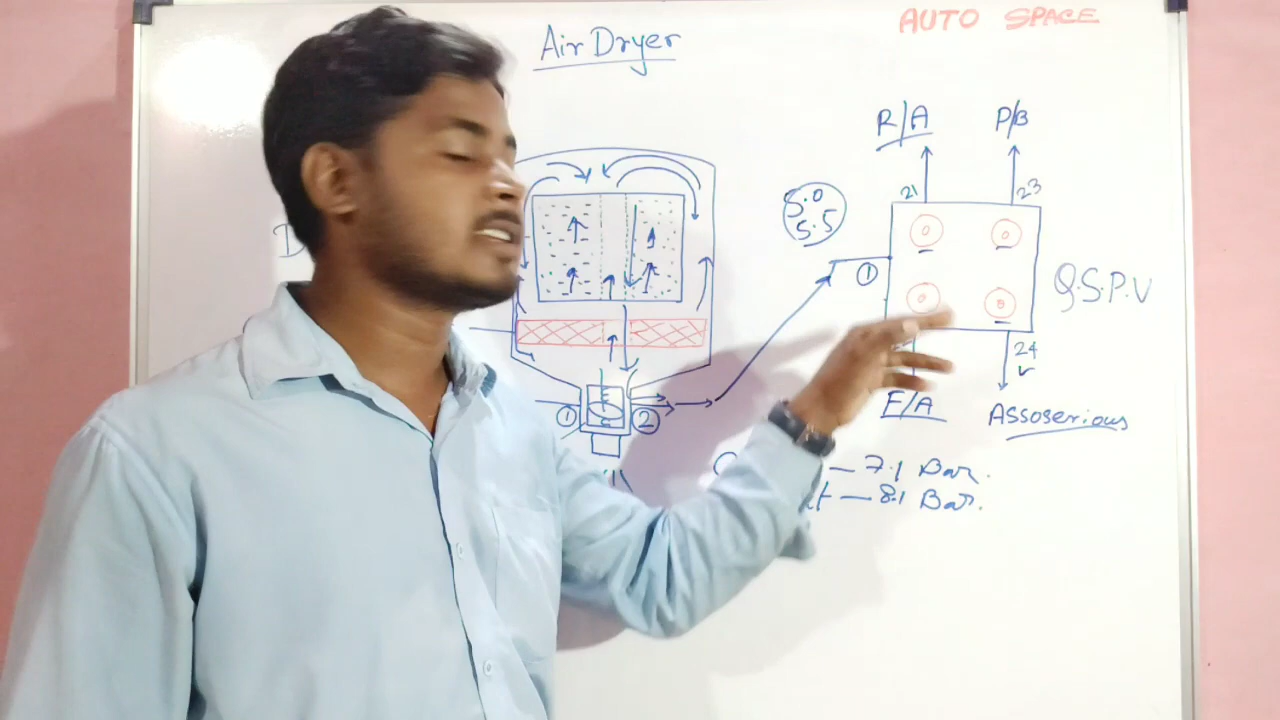 Air Dryer
AUTO SPACE
R/A
P/B
21
23
5.0
5.5
1
Q.S.P.V
24
F/A
Assoserious
1
2
— 7.1 Bar.
— 8.1 Bar.